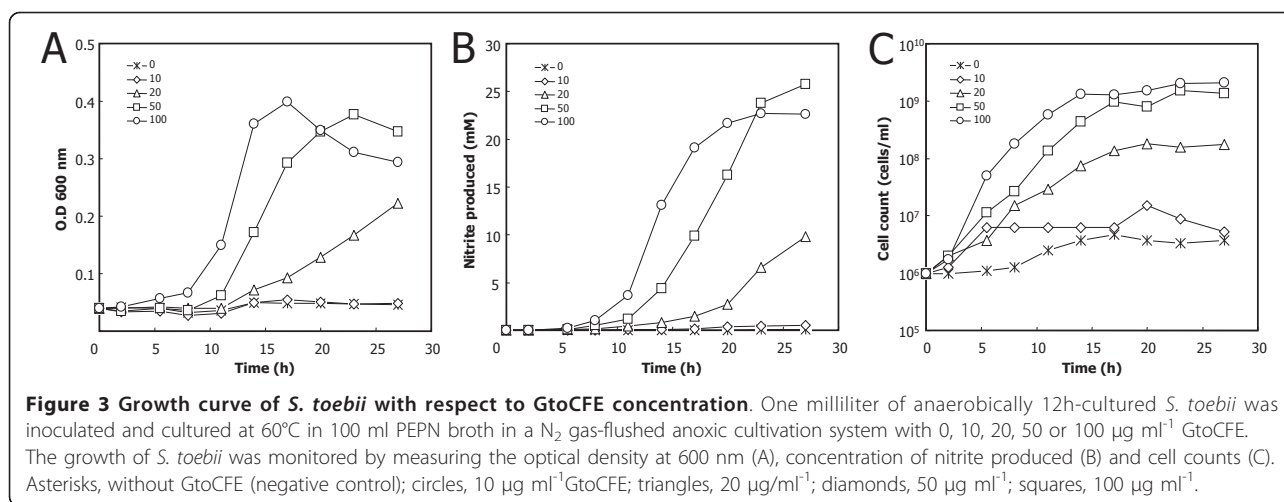 A
0.5
0.4
0.3
0.2
0.1
O.D 600 nm
0
10
20
50
100
0 5 10 15 20 25 30
Time (h)
B
30
25
20
15
10
5
0
Nitrite produced (mM)
0
10
20
50
100
0 5 10 15 20 25 30
Time (h)
C
10¹⁰
10⁹
10⁸
10⁷
10⁶
10⁵
Cell count (cells/ml)
0
10
20
50
100
0 5 10 15 20 25 30
Time (h)
Figure 3 Growth curve of S. toebii with respect to GtoCFE concentration. One milliliter of anaerobically 12h-cultured S. toebii was
inoculated and cultured at 60°C in 100 ml PEPN broth in a N₂ gas-flushed anoxic cultivation system with 0, 10, 20, 50 or 100 μg ml⁻¹ GtoCFE.
The growth of S. toebii was monitored by measuring the optical density at 600 nm (A), concentration of nitrite produced (B) and cell counts (C).
Asterisks, without GtoCFE (negative control); circles, 10 μg ml⁻¹GtoCFE; triangles, 20 μg/ml⁻¹; diamonds, 50 μg ml⁻¹; squares, 100 μg ml⁻¹.